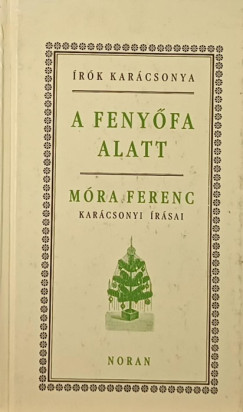 ÍRÓK KARÁCSONYA
A FENYŐFA
ALATT
MÓRA FERENC
KARÁCSONYI ÍRÁSAI
NORAN